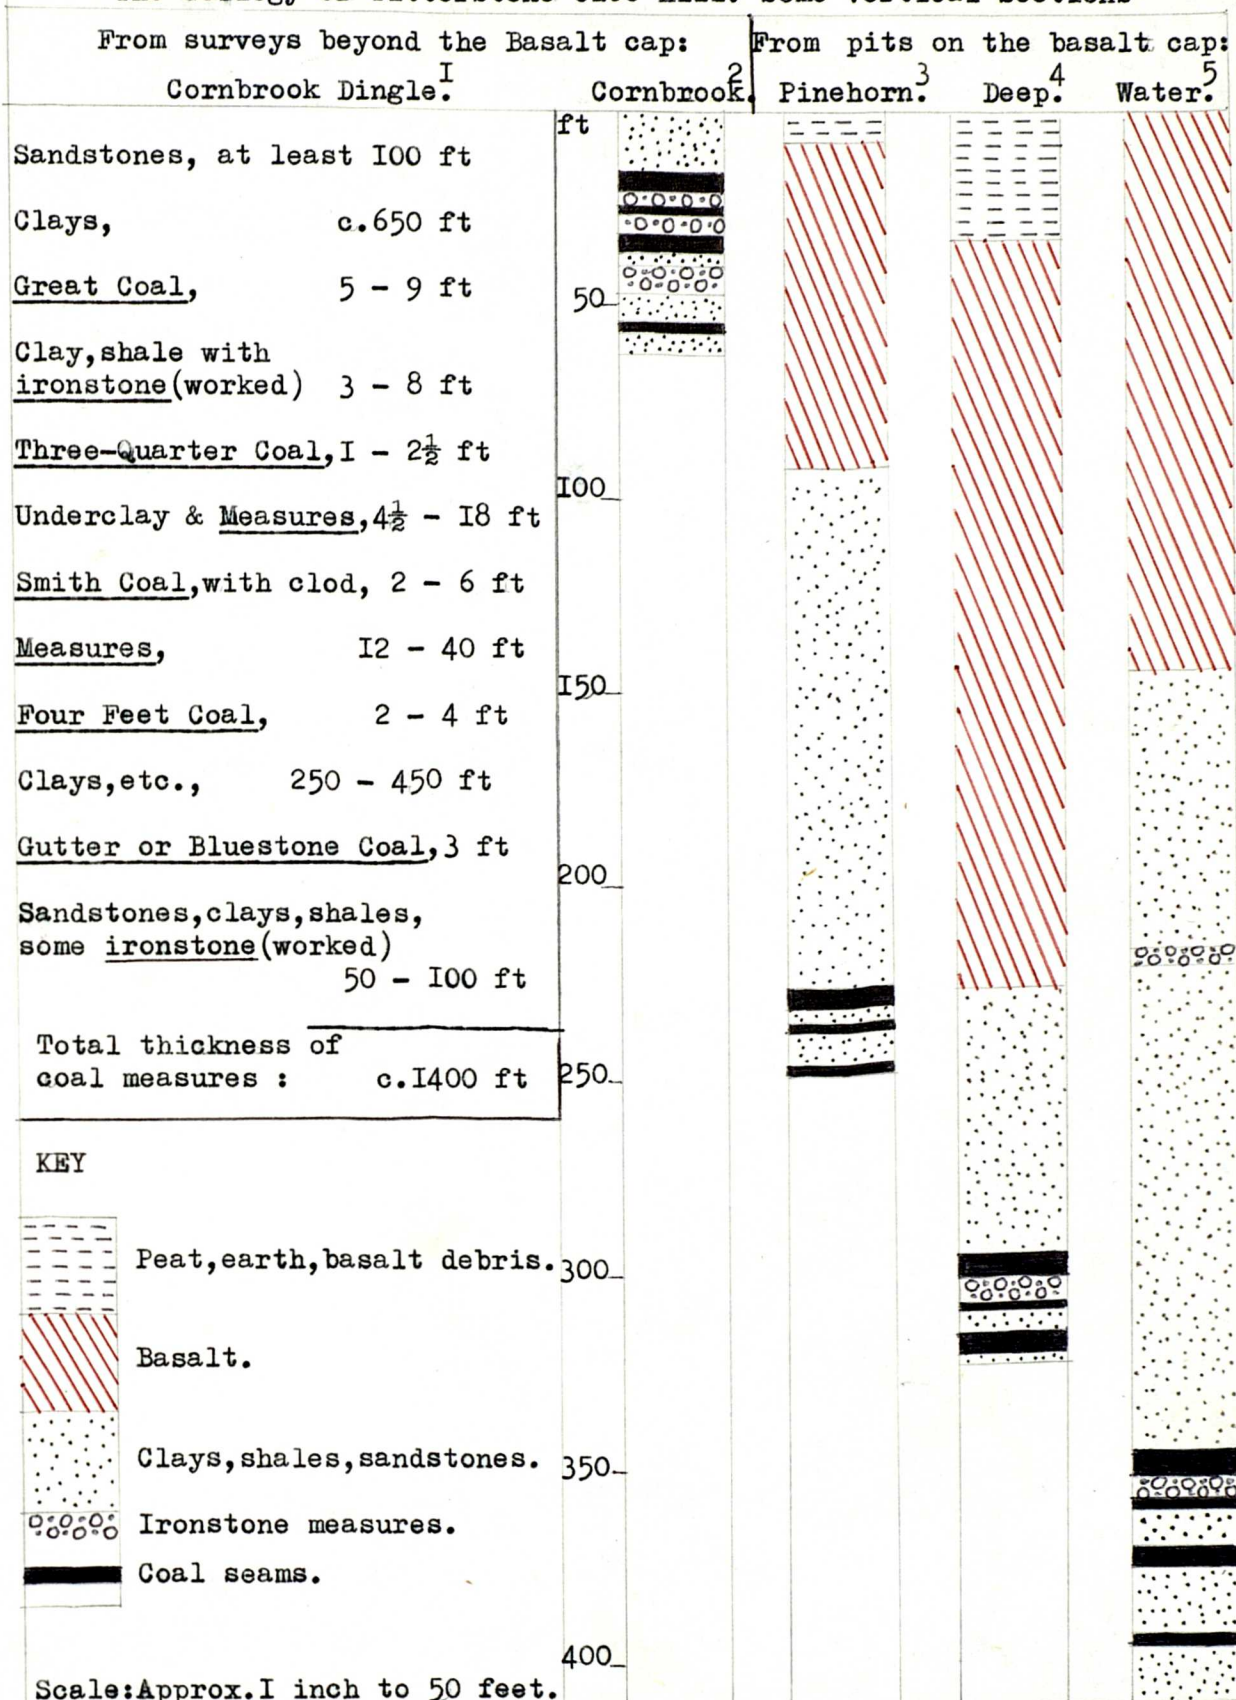 From surveys beyond the Basalt cap:
From pits on the basalt cap:
Cornbrook Dingle.I
Cornbrook.2
Pinehorn.3
Deep.4
Water.5
Sandstones, at least I00 ft
Clays, c.650 ft
Great Coal, 5 - 9 ft
Clay,shale with
ironstone(worked) 3 - 8 ft
Three-Quarter Coal,I - 2½ ft
Underclay & Measures,4½ - I8 ft
Smith Coal,with clod, 2 - 6 ft
Measures, I2 - 40 ft
Four Feet Coal, 2 - 4 ft
Clays,etc., 250 - 450 ft
Gutter or Bluestone Coal,3 ft
Sandstones,clays,shales,
some ironstone(worked)
50 - I00 ft
Total thickness of
coal measures : c.I400 ft
ft
50
I00
I50
200
250
300
350
400
KEY
Peat,earth,basalt debris.
Basalt.
Clays,shales,sandstones.
Ironstone measures.
Coal seams.
Scale:Approx.I inch to 50 feet.